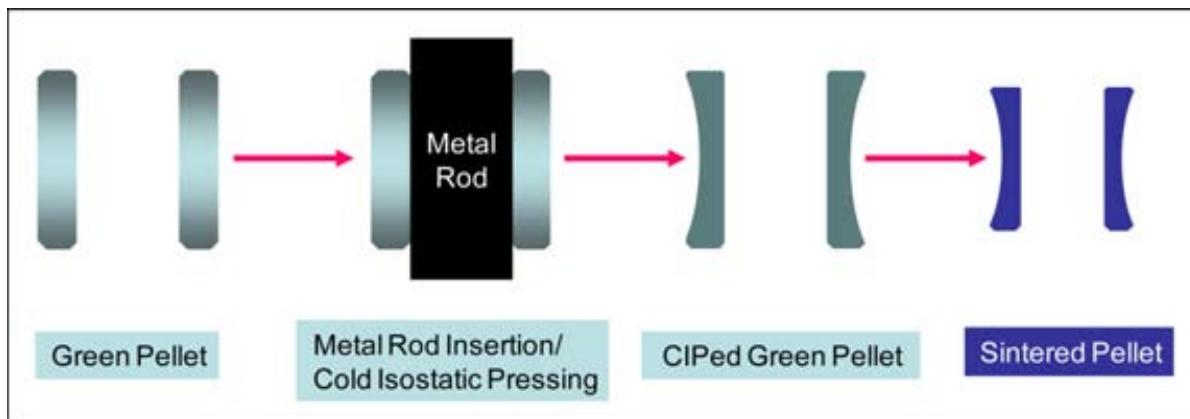 Metal
Rod
Green Pellet
Metal Rod Insertion/
Cold Isostatic Pressing
CIPed Green Pellet
Sintered Pellet